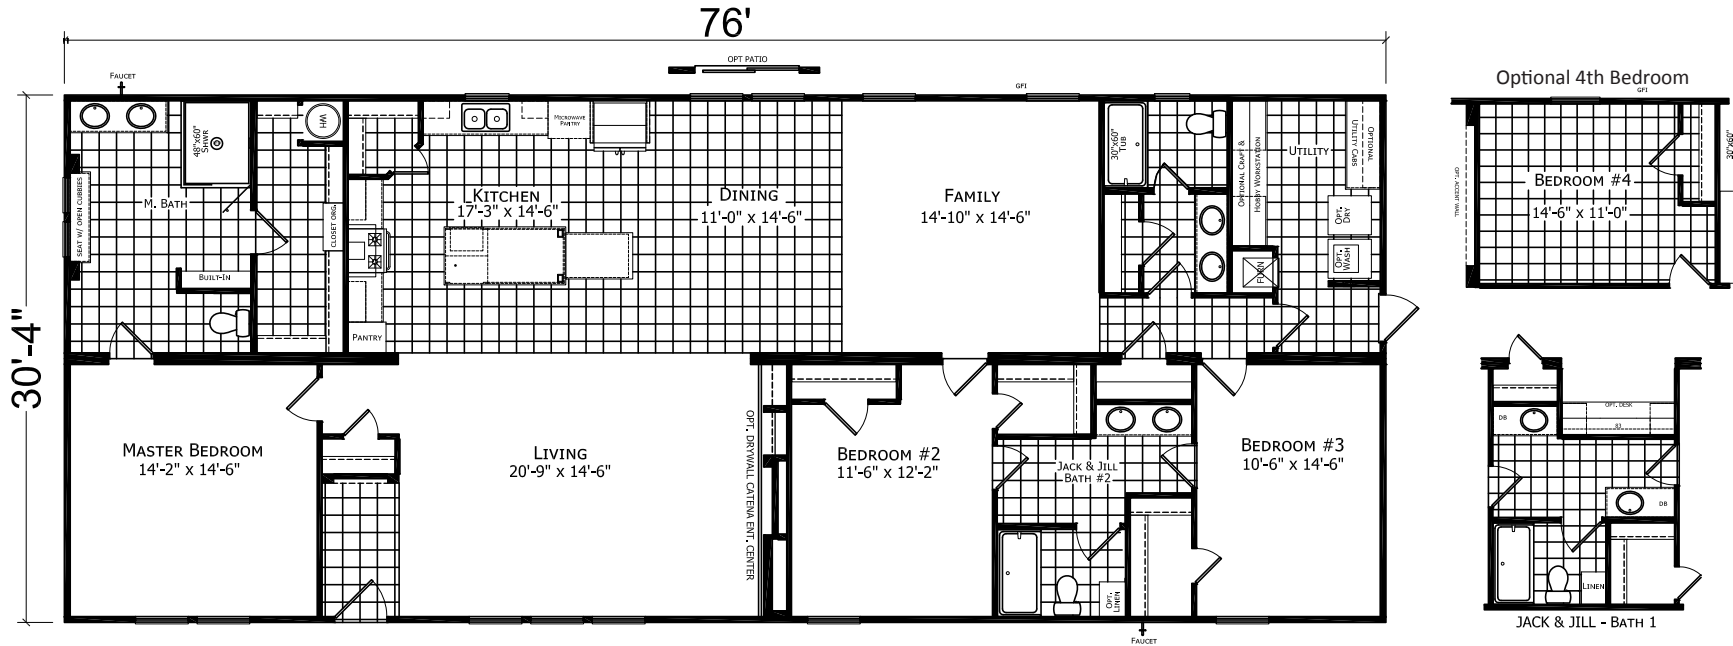 76'
30'-4"
FAUCET
OPT PATIO
GFI
48"x60"
SHWR
SEAT W/ OPEN CUBBIES
M. BATH
BUILT-IN
CLOSET ORG.
WH
PANTRY
MICROWAVE
PANTRY
KITCHEN
17'-3" x 14'-6"
DINING
11'-0" x 14'-6"
FAMILY
14'-10" x 14'-6"
30"x60"
TUB
OPTIONAL CRAFT &
HOBBY WORKSTATION
UTILITY
OPTIONAL
UTILITY CABS
OPT.
DRY
OPT.
WASH
FURN
MASTER BEDROOM
14'-2" x 14'-6"
LIVING
20'-9" x 14'-6"
OPT. DRYWALL CATENA ENT. CENTER
BEDROOM #2
11'-6" x 12'-2"
JACK & JILL
BATH #2
OPT.
LINEN
BEDROOM #3
10'-6" x 14'-6"
FAUCET
Optional 4th Bedroom
GFI
OPT. ACCENT WALL
BEDROOM #4
14'-6" x 11'-0"
30"x60"
DB
OPT. DESK
DB
LINEN
JACK & JILL - BATH 1